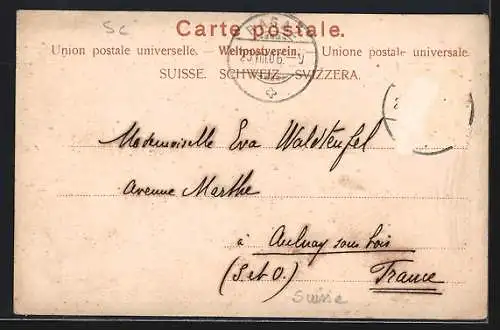 Sc
Carte postale.
Union postale universelle. — Weltpostverein. — Unione postale universale.
SUISSE. SCHWEIZ. SVIZZERA.
Mademoiselle Eva Waldteufel
Avenue Marthe
à Aulnay sous bois
(S et O.) France
Suisse